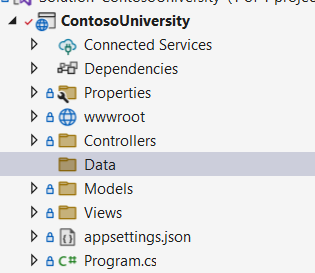 ContosoUniversity
Connected Services
Dependencies
Properties
wwwroot
Controllers
Data
Models
Views
appsettings.json
C# Program.cs